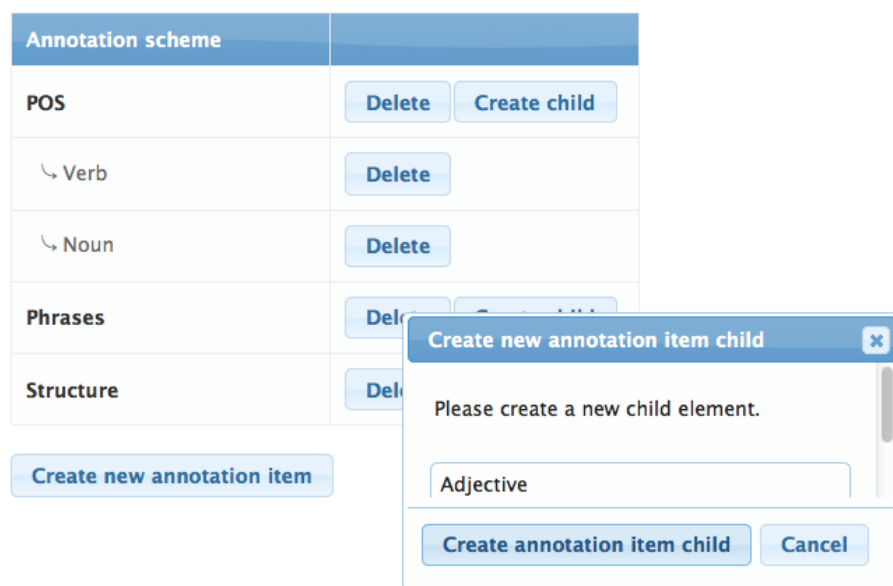 Annotation scheme
POS Delete Create child
Verb Delete
Noun Delete
Phrases
Structure
Create new annotation item
Create new annotation item child
Please create a new child element.
Adjective
Create annotation item child Cancel